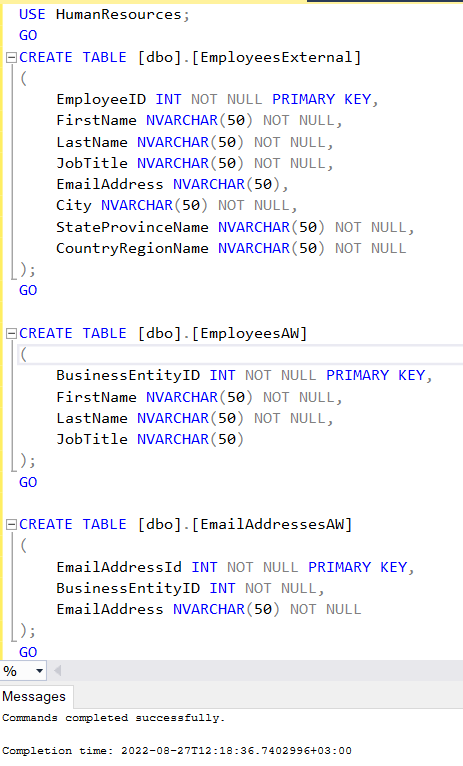 USE HumanResources;
GO
CREATE TABLE [dbo].[EmployeesExternal]
(
    EmployeeID INT NOT NULL PRIMARY KEY,
    FirstName NVARCHAR(50) NOT NULL,
    LastName NVARCHAR(50) NOT NULL,
    JobTitle NVARCHAR(50) NOT NULL,
    EmailAddress NVARCHAR(50),
    City NVARCHAR(50) NOT NULL,
    StateProvinceName NVARCHAR(50) NOT NULL,
    CountryRegionName NVARCHAR(50) NOT NULL
);
GO
CREATE TABLE [dbo].[EmployeesAW]
(
    BusinessEntityID INT NOT NULL PRIMARY KEY,
    FirstName NVARCHAR(50) NOT NULL,
    LastName NVARCHAR(50) NOT NULL,
    JobTitle NVARCHAR(50)
);
GO
CREATE TABLE [dbo].[EmailAddressesAW]
(
    EmailAddressId INT NOT NULL PRIMARY KEY,
    BusinessEntityID INT NOT NULL,
    EmailAddress NVARCHAR(50) NOT NULL
);
GO
%
Messages
Commands completed successfully.
Completion time: 2022-08-27T12:18:36.7402996+03:00